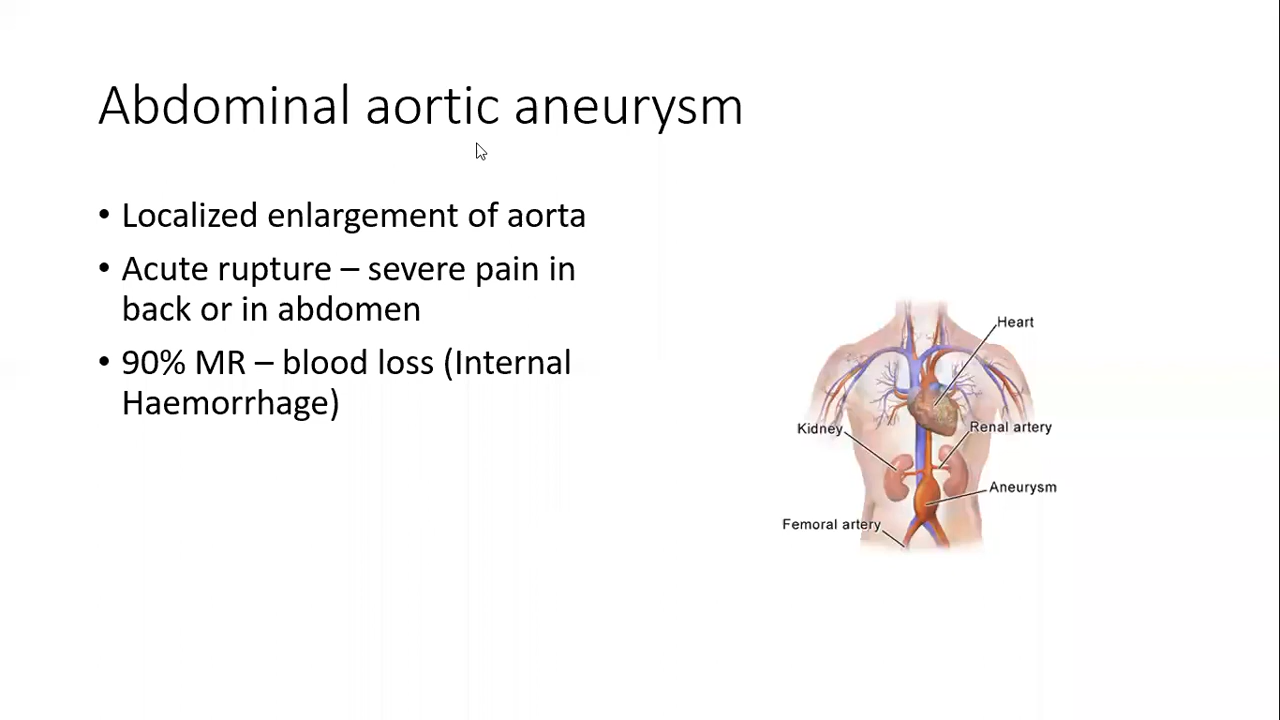 Abdominal aortic aneurysm
• Localized enlargement of aorta
• Acute rupture – severe pain in
back or in abdomen
• 90% MR – blood loss (Internal
Haemorrhage)
Heart
Kidney
Renal artery
Aneurysm
Femoral artery